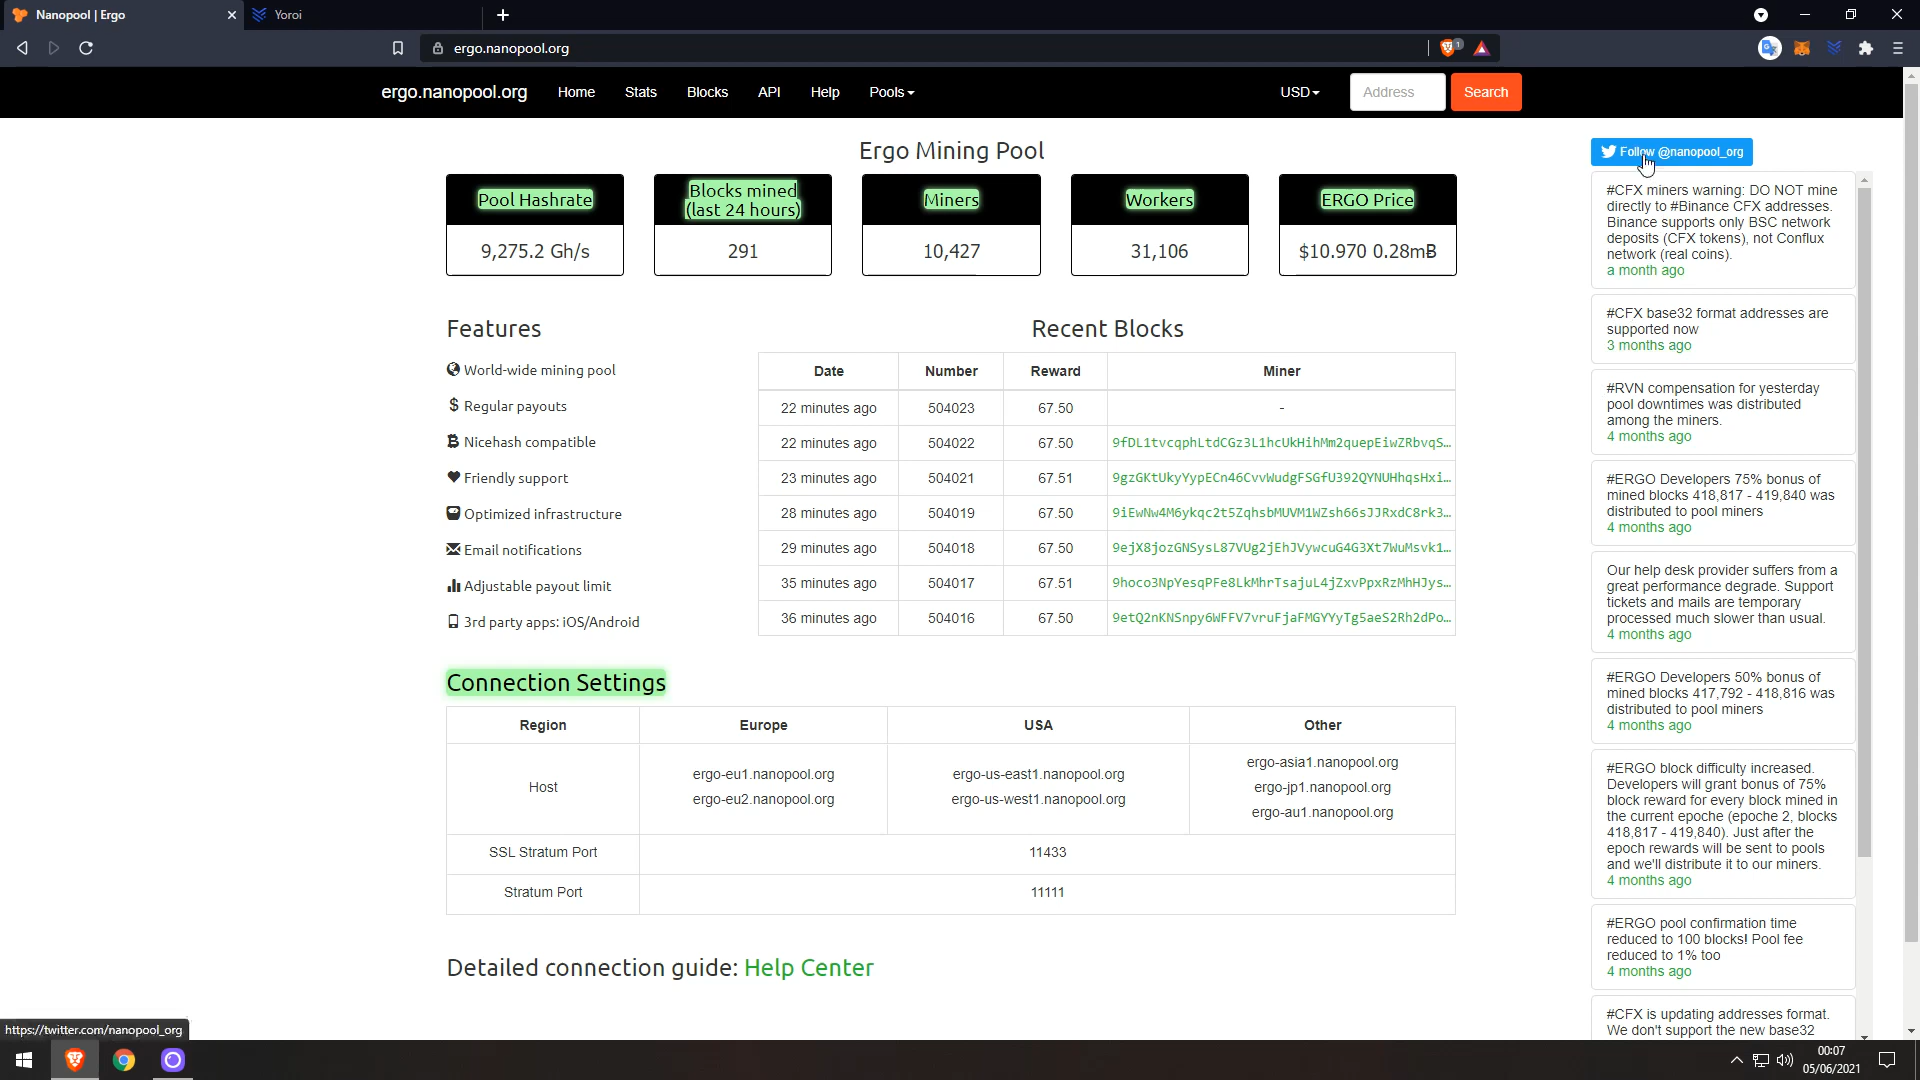 Nanopool | Ergo
Yoroi
ergo.nanopool.org
1
ergo.nanopool.org
Home
Stats
Blocks
API
Help
Pools
USD
Address
Search
Ergo Mining Pool
Pool Hashrate
9,275.2 Gh/s
Blocks mined
(last 24 hours)
291
Miners
10,427
Workers
31,106
ERGO Price
$10.970 0.28mɃ
Features
World-wide mining pool
Regular payouts
Nicehash compatible
Friendly support
Optimized infrastructure
Email notifications
Adjustable payout limit
3rd party apps: iOS/Android
Recent Blocks
Date Number Reward Miner
22 minutes ago 504023 67.50 -
22 minutes ago 504022 67.50 9fDL1tvcqphLtdCGz3L1hcUkHihMm2quepEiwZRbvqS...
23 minutes ago 504021 67.51 9gzGKtUkyYypECn46CvvWudgFSGfU392QYNUHhqsHxi...
28 minutes ago 504019 67.50 9iEwNw4M6ykqc2t5ZqhsbMUVM1WZsh66sJJRxdC8rk3...
29 minutes ago 504018 67.50 9ejX8jozGNSysL87VUg2jEhJVywcuG4G3Xt7WuMsvk1...
35 minutes ago 504017 67.51 9hoco3NpYesqPFe8LkMhrTsajuL4jZxvPpxRzMhHJys...
36 minutes ago 504016 67.50 9etQ2nKNSnpy6WFFV7vruFjaFMGYYyTg5aeS2Rh2dPo...
Connection Settings
Region Europe USA Other
Host
ergo-eu1.nanopool.org
ergo-eu2.nanopool.org
ergo-us-east1.nanopool.org
ergo-us-west1.nanopool.org
ergo-asia1.nanopool.org
ergo-jp1.nanopool.org
ergo-au1.nanopool.org
SSL Stratum Port 11433
Stratum Port 11111
Detailed connection guide: Help Center
Follow @nanopool_org
#CFX miners warning: DO NOT mine
directly to #Binance CFX addresses.
Binance supports only BSC network
deposits (CFX tokens), not Conflux
network (real coins).
a month ago
#CFX base32 format addresses are
supported now
3 months ago
#RVN compensation for yesterday
pool downtimes was distributed
among the miners.
4 months ago
#ERGO Developers 75% bonus of
mined blocks 418,817 - 419,840 was
distributed to pool miners
4 months ago
Our help desk provider suffers from a
great performance degrade. Support
tickets and mails are temporary
processed much slower than usual.
4 months ago
#ERGO Developers 50% bonus of
mined blocks 417,792 - 418,816 was
distributed to pool miners
4 months ago
#ERGO block difficulty increased.
Developers will grant bonus of 75%
block reward for every block mined in
the current epoche (epoche 2, blocks
418,817 - 419,840). Just after the
epoch rewards will be sent to pools
and we'll distribute it to our miners.
4 months ago
#ERGO pool confirmation time
reduced to 100 blocks! Pool fee
reduced to 1% too
4 months ago
#CFX is updating addresses format.
We don't support the new base32
https://twitter.com/nanopool_org
00:07
05/06/2021